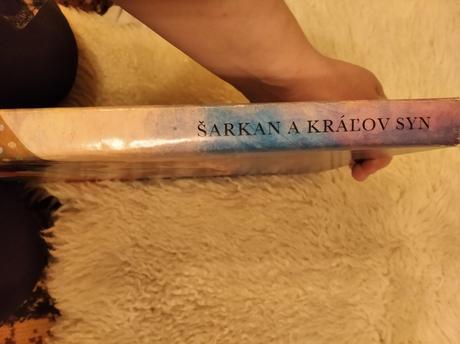 ŠARKAN A KRÁĽOV SYN